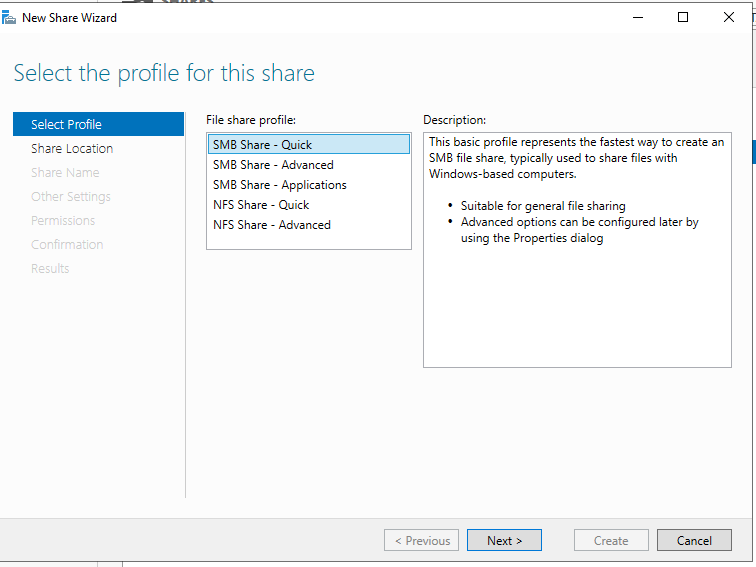 New Share Wizard
Select the profile for this share
Select Profile
Share Location
Share Name
Other Settings
Permissions
Confirmation
Results
File share profile:
SMB Share - Quick
SMB Share - Advanced
SMB Share - Applications
NFS Share - Quick
NFS Share - Advanced
Description:
This basic profile represents the fastest way to create an
SMB file share, typically used to share files with
Windows-based computers.
• Suitable for general file sharing
• Advanced options can be configured later by
using the Properties dialog
< Previous
Next >
Create
Cancel